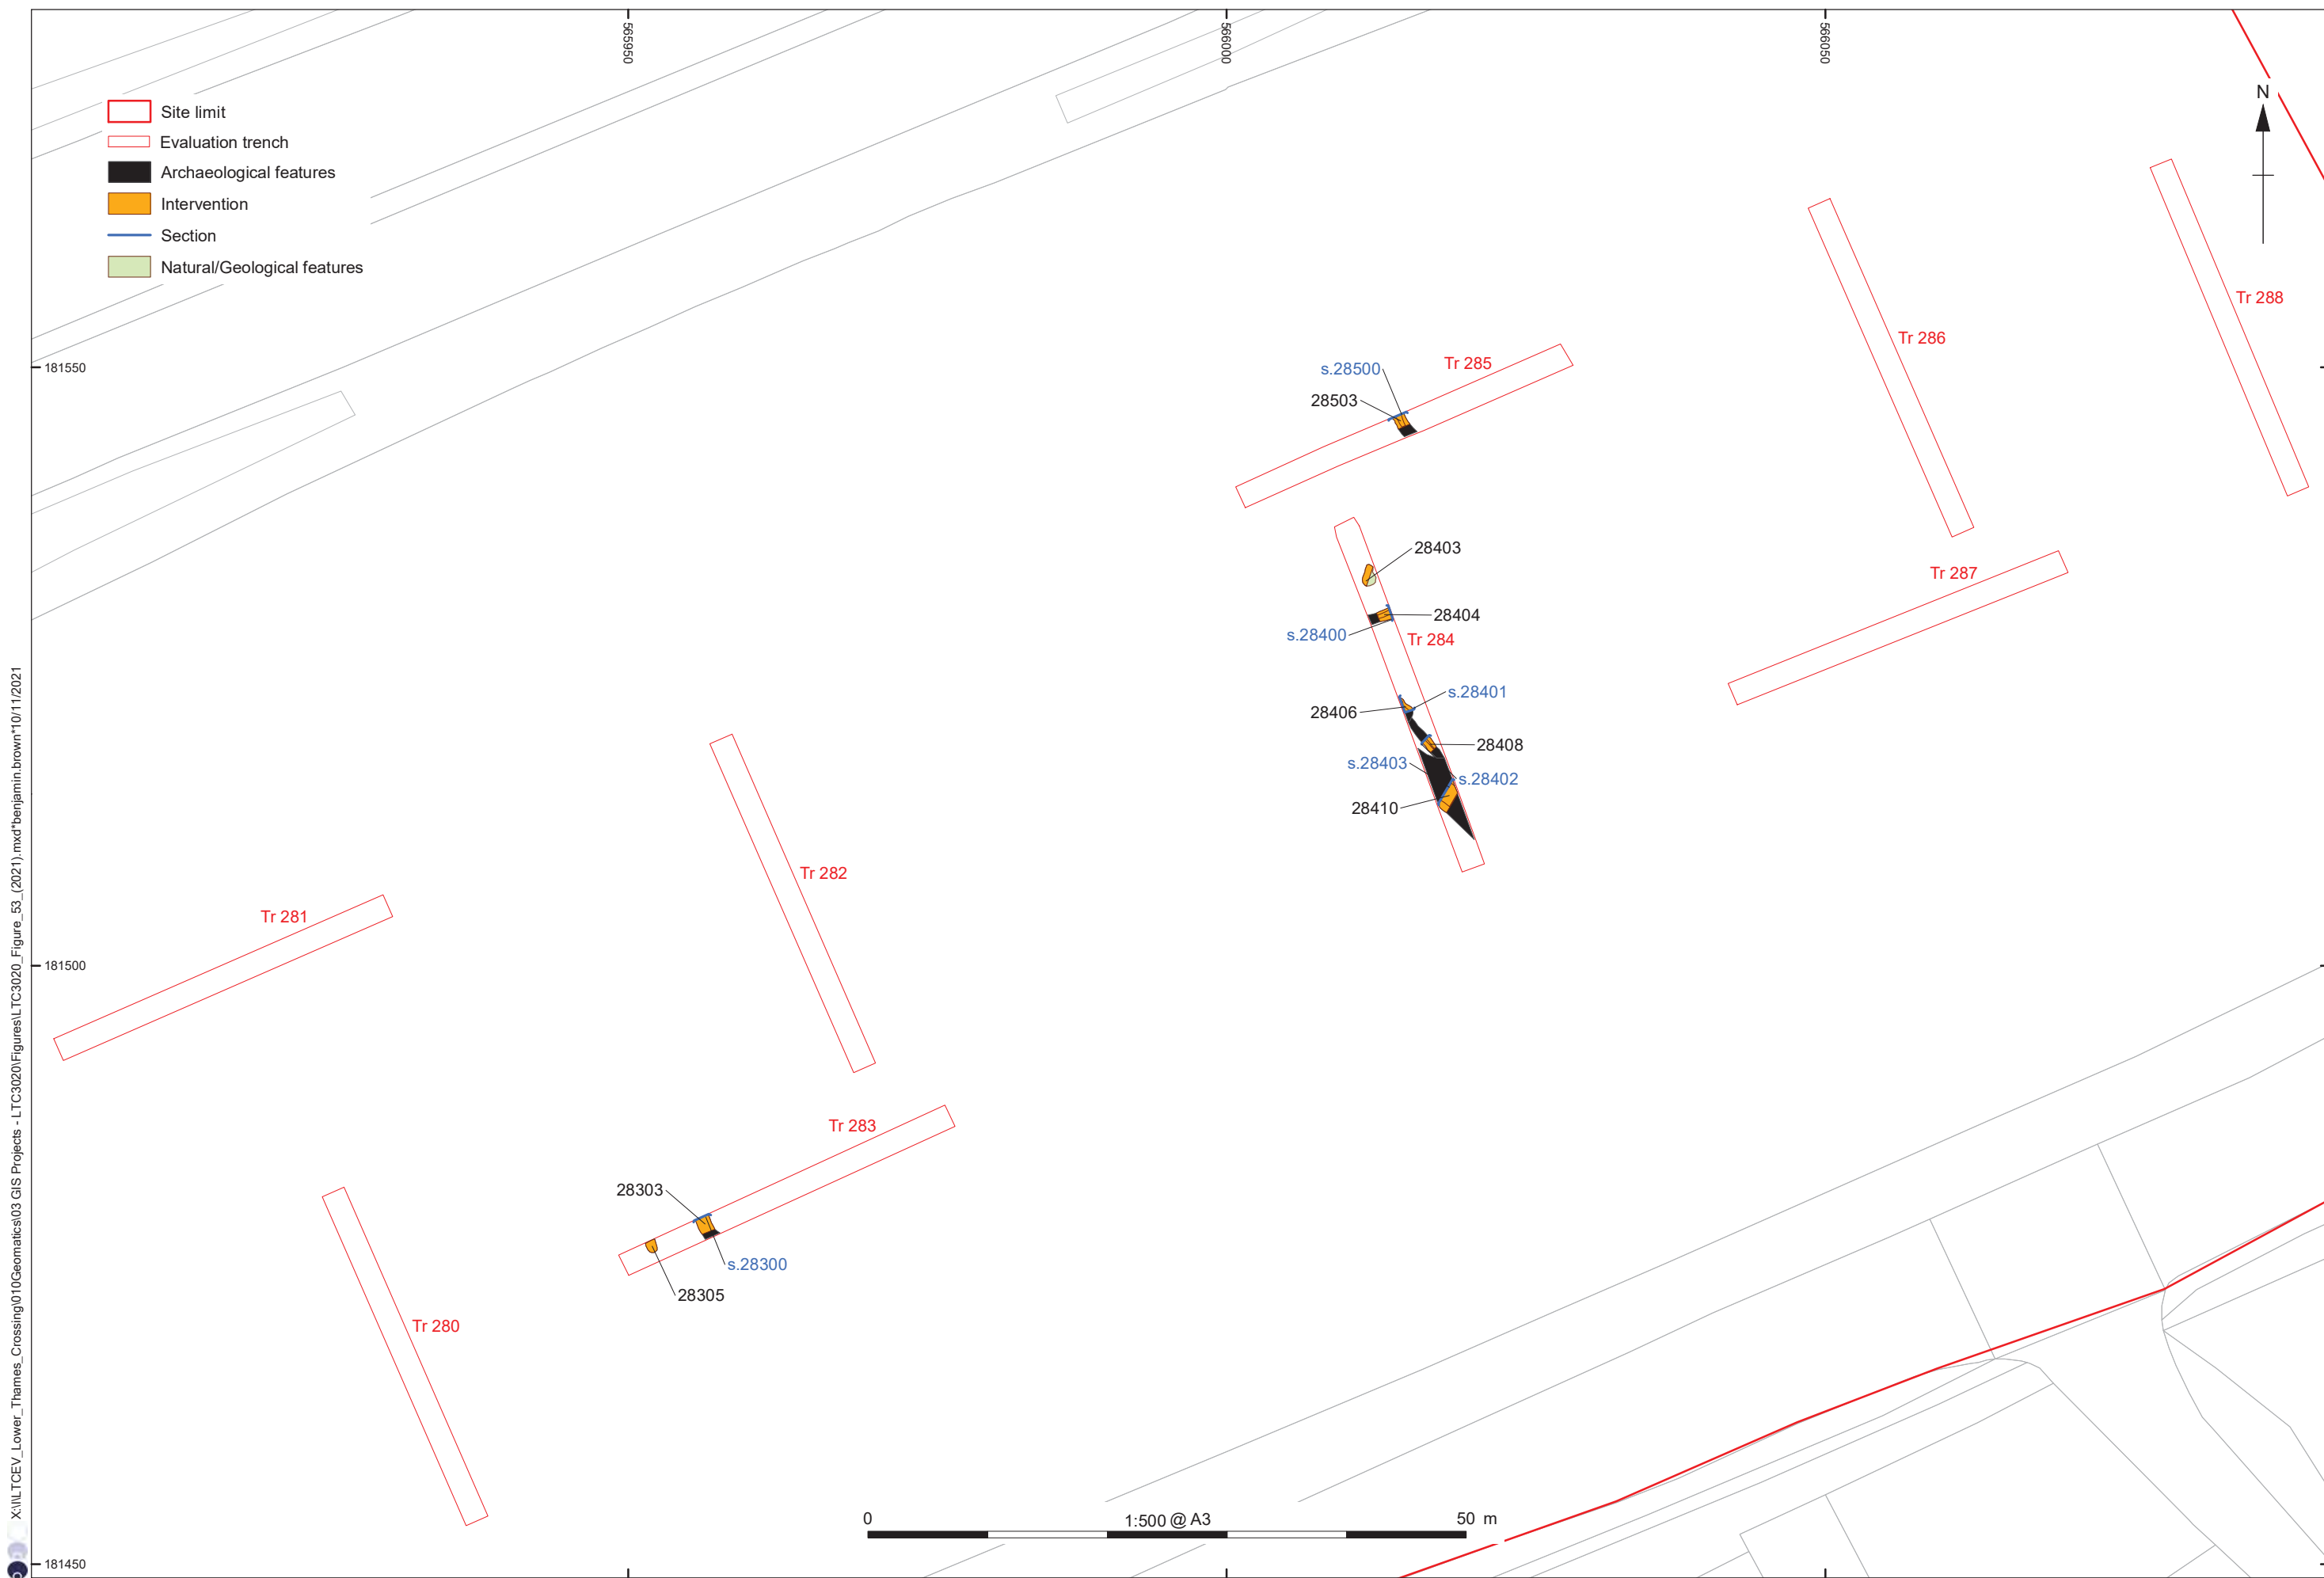 565950
566000
566050
N
Site limit
Evaluation trench
Archaeological features
Intervention
Section
Natural/Geological features
Tr 288
Tr 286
181550
s.28500
Tr 285
28503
28403
Tr 287
28404
s.28400
Tr 284
s.28401
28406
28408
s.28403
s.28402
28410
Tr 282
Tr 281
181500
Tr 283
28303
s.28300
28305
Tr 280
0
1:500 @ A3
50 m
181450
X:\I\LTCEV_Lower_Thames_Crossing\010Geomatics\03 GIS Projects - LTC3020\Figures\LTC3020_Figure_53_(2021).mxd*benjamin.brown*10/11/2021